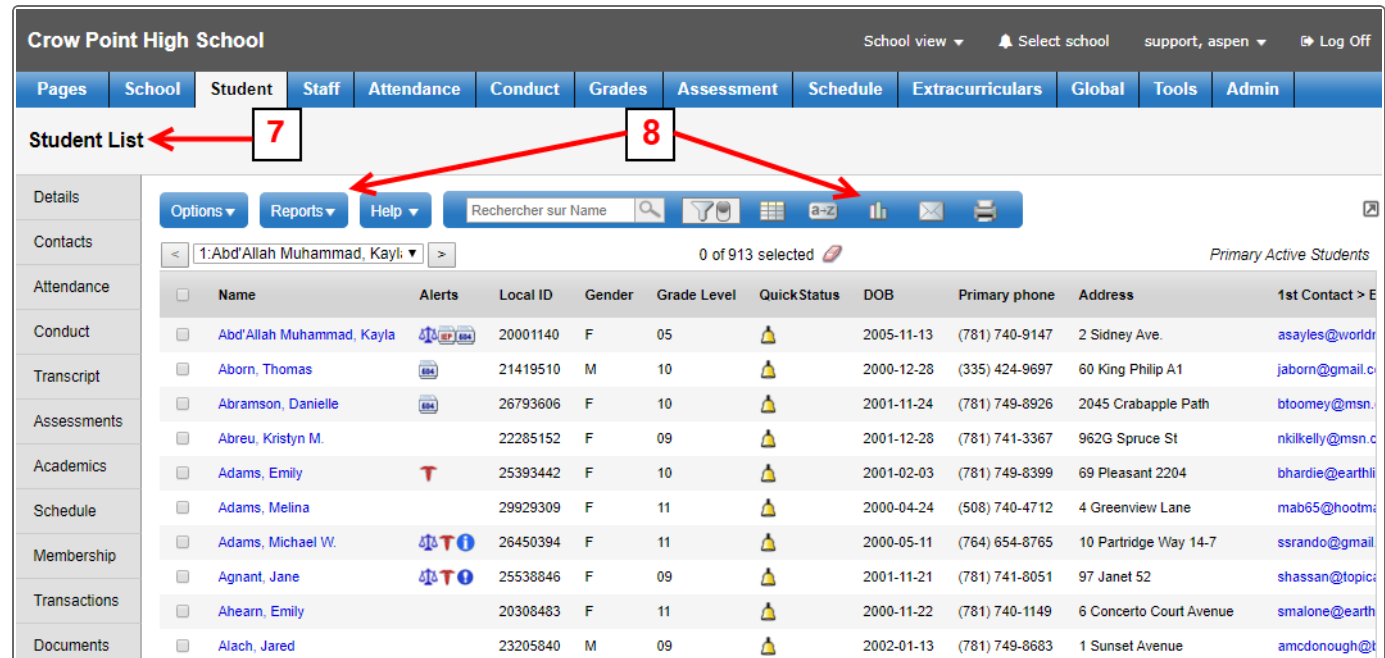 Crow Point High School School view Select school support, aspen Log Off
Pages School Student Staff Attendance Conduct Grades Assessment Schedule Extracurriculars Global Tools Admin
Student List 7 8
Details
Contacts
Attendance
Conduct
Transcript
Assessments
Academics
Schedule
Membership
Transactions
Documents
Options Reports Help Rechercher sur Name a-z
< 1:Abd'Allah Muhammad, Kayl > 0 of 913 selected Primary Active Students
Name Alerts Local ID Gender Grade Level QuickStatus DOB Primary phone Address 1st Contact > E
Abd'Allah Muhammad, Kayla IEP 504 20001140 F 05 2005-11-13 (781) 740-9147 2 Sidney Ave. asayles@worldn
Aborn, Thomas 504 21419510 M 10 2000-12-28 (335) 424-9697 60 King Philip A1 jaborn@gmail.c
Abramson, Danielle 504 26793606 F 10 2001-11-24 (781) 749-8926 2045 Crabapple Path btoomey@msn.
Abreu, Kristyn M. 22285152 F 09 2001-12-28 (781) 741-3367 962G Spruce St nkilkelly@msn.c
Adams, Emily T 25393442 F 10 2001-02-03 (781) 749-8399 69 Pleasant 2204 bhardie@earthli
Adams, Melina 29929309 F 11 2000-04-24 (508) 740-4712 4 Greenview Lane mab65@hootma
Adams, Michael W. T i 26450394 F 11 2000-05-11 (764) 654-8765 10 Partridge Way 14-7 ssrando@gmail
Agnant, Jane T ! 25538846 F 09 2001-11-21 (781) 741-8051 97 Janet 52 shassan@topica
Ahearn, Emily 20308483 F 11 2000-11-22 (781) 740-1149 6 Concerto Court Avenue smalone@earth
Alach, Jared 23205840 M 09 2002-01-13 (781) 749-8683 1 Sunset Avenue amcdonough@b